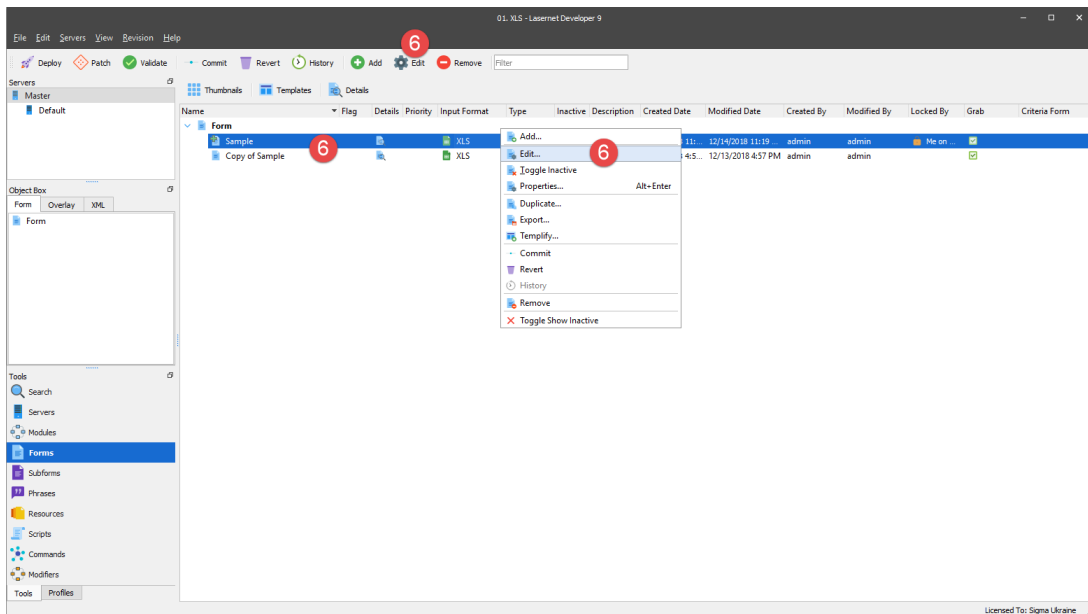 01. XLS - Lasernet Developer 9
File Edit Servers View Revision Help
6
Deploy Patch Validate Commit Revert History Add Edit Remove Filter
Servers
Master
Default
Thumbnails Templates Details
Name Flag Details Priority Input Format Type Inactive Description Created Date Modified Date Created By Modified By Locked By Grab Criteria Form
Form
Sample 6 XLS 11:... 12/14/2018 11:19 ... admin admin Me on ...
Copy of Sample XLS 4:5... 12/13/2018 4:57 PM admin admin
Add...
Edit... 6
Toggle Inactive
Properties... Alt+Enter
Duplicate...
Export...
Templify...
Commit
Revert
History
Remove
Toggle Show Inactive
Object Box
Form Overlay XML
Form
Tools
Search
Servers
Modules
Forms
Subforms
Phrases
Resources
Scripts
Commands
Modifiers
Tools Profiles
Licensed To: Sigma Ukraine